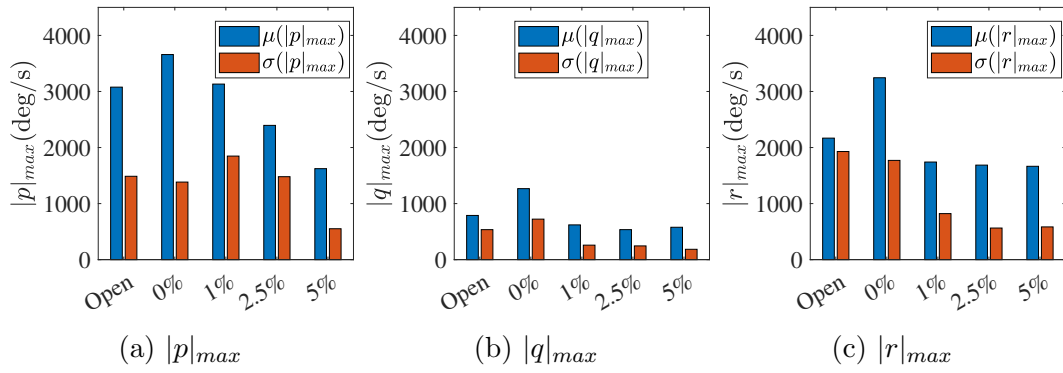 4000
3000
2000
1000
0
|p|max(deg/s)
μ(|p|max)
σ(|p|max)
Open
0%
1%
2.5%
5%
(a) |p|max
4000
3000
2000
1000
0
|q|max(deg/s)
μ(|q|max)
σ(|q|max)
Open
0%
1%
2.5%
5%
(b) |q|max
4000
3000
2000
1000
0
|r|max(deg/s)
μ(|r|max)
σ(|r|max)
Open
0%
1%
2.5%
5%
(c) |r|max